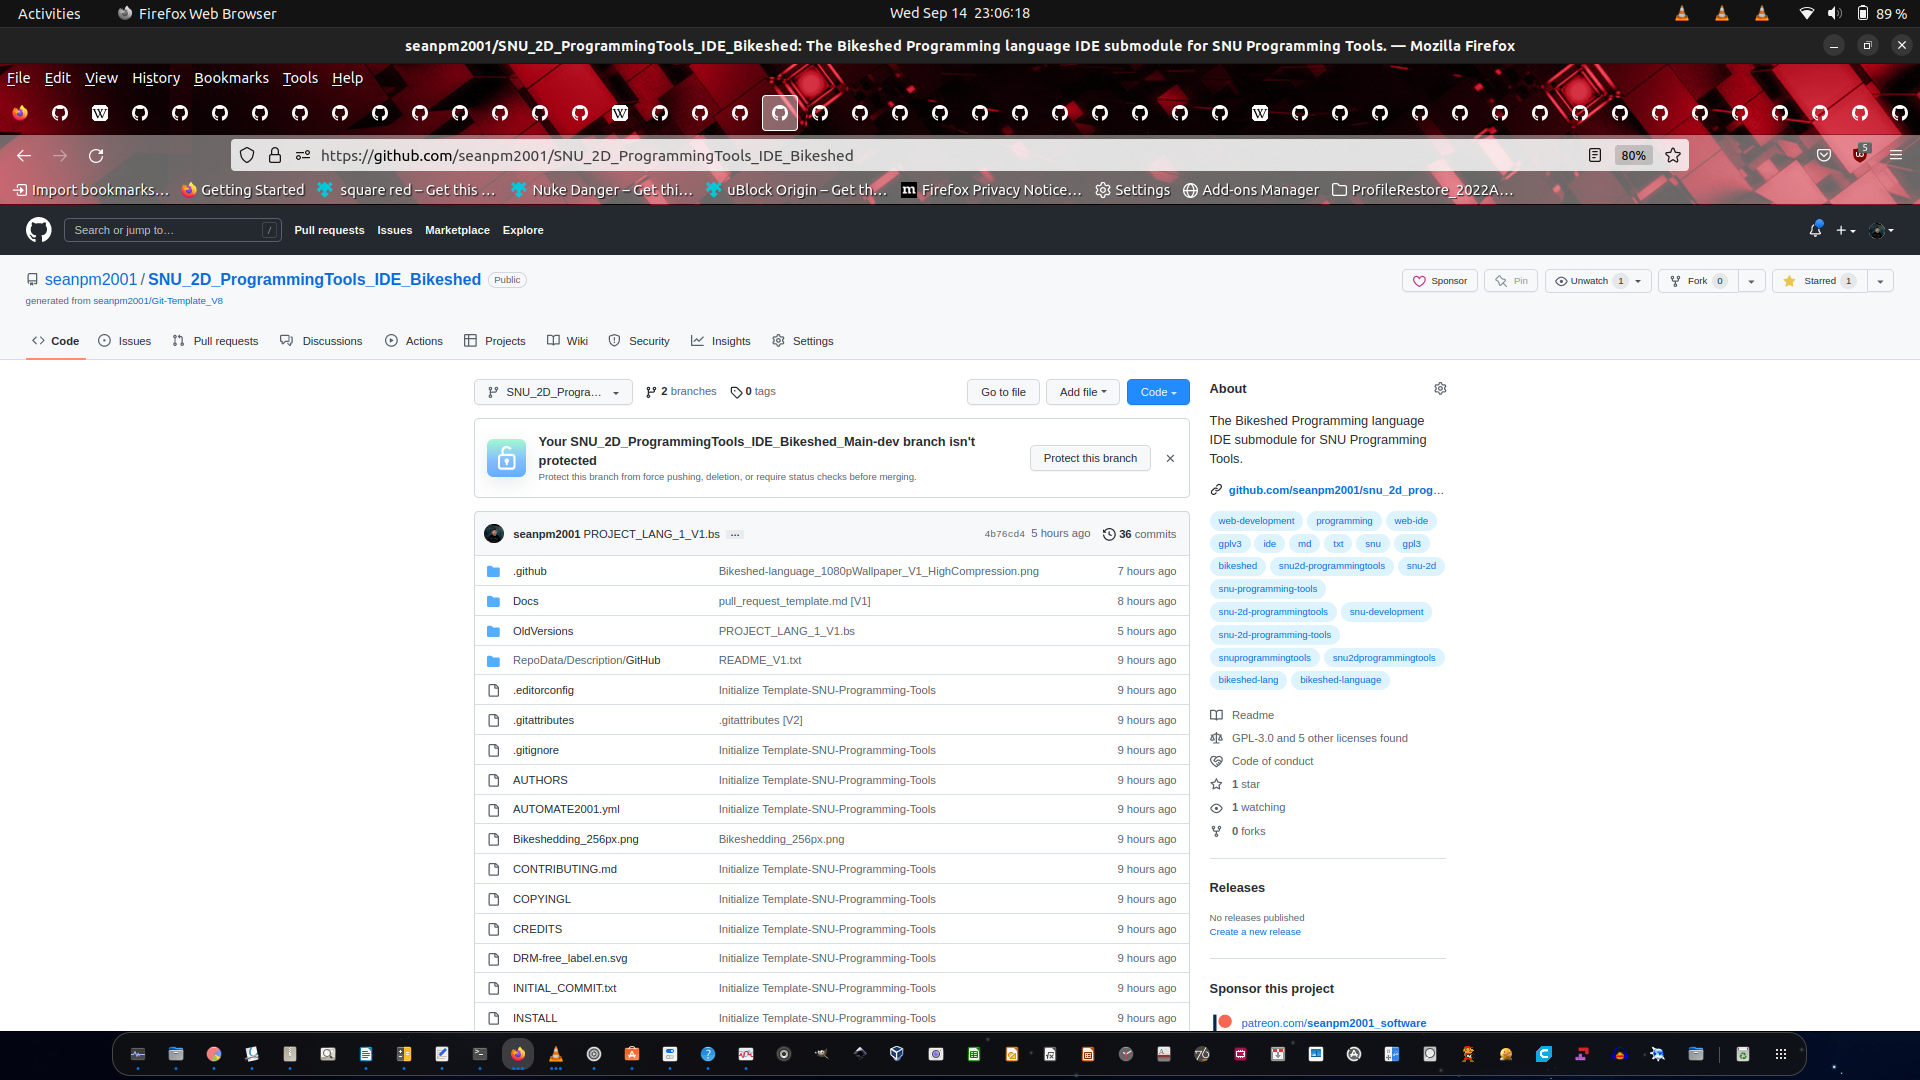 Activities
Firefox Web Browser
Wed Sep 14 23:06:18
89 %
seanpm2001/SNU_2D_ProgrammingTools_IDE_Bikeshed: The Bikeshed Programming language IDE submodule for SNU Programming Tools. — Mozilla Firefox
File Edit View History Bookmarks Tools Help
https://github.com/seanpm2001/SNU_2D_ProgrammingTools_IDE_Bikeshed
80%
5
Import bookmarks…
Getting Started
square red – Get this …
Nuke Danger – Get thi…
uBlock Origin – Get th…
Firefox Privacy Notice…
Settings
Add-ons Manager
ProfileRestore_2022A…
Search or jump to…
/
Pull requests
Issues
Marketplace
Explore
seanpm2001 / SNU_2D_ProgrammingTools_IDE_Bikeshed
Public
Sponsor
Pin
Unwatch 1
Fork 0
Starred 1
generated from seanpm2001/Git-Template_V8
Code
Issues
Pull requests
Discussions
Actions
Projects
Wiki
Security
Insights
Settings
SNU_2D_Progra…
2 branches
0 tags
Go to file
Add file
Code
Your SNU_2D_ProgrammingTools_IDE_Bikeshed_Main-dev branch isn't
protected
Protect this branch from force pushing, deletion, or require status checks before merging.
Protect this branch
seanpm2001 PROJECT_LANG_1_V1.bs …
4b76cd4 5 hours ago
36 commits
.github Bikeshed-language_1080pWallpaper_V1_HighCompression.png 7 hours ago
Docs pull_request_template.md [V1] 8 hours ago
OldVersions PROJECT_LANG_1_V1.bs 5 hours ago
RepoData/Description/GitHub README_V1.txt 9 hours ago
.editorconfig Initialize Template-SNU-Programming-Tools 9 hours ago
.gitattributes .gitattributes [V2] 9 hours ago
.gitignore Initialize Template-SNU-Programming-Tools 9 hours ago
AUTHORS Initialize Template-SNU-Programming-Tools 9 hours ago
AUTOMATE2001.yml Initialize Template-SNU-Programming-Tools 9 hours ago
Bikeshedding_256px.png Bikeshedding_256px.png 9 hours ago
CONTRIBUTING.md Initialize Template-SNU-Programming-Tools 9 hours ago
COPYINGL Initialize Template-SNU-Programming-Tools 9 hours ago
CREDITS Initialize Template-SNU-Programming-Tools 9 hours ago
DRM-free_label.en.svg Initialize Template-SNU-Programming-Tools 9 hours ago
INITIAL_COMMIT.txt Initialize Template-SNU-Programming-Tools 9 hours ago
INSTALL Initialize Template-SNU-Programming-Tools 9 hours ago
About
The Bikeshed Programming language
IDE submodule for SNU Programming
Tools.
github.com/seanpm2001/snu_2d_prog…
web-development programming web-ide
gplv3 ide md txt snu gpl3
bikeshed snu2d-programmingtools snu-2d
snu-programming-tools
snu-2d-programmingtools snu-development
snu-2d-programming-tools
snuprogrammingtools snu2dprogrammingtools
bikeshed-lang bikeshed-language
Readme
GPL-3.0 and 5 other licenses found
Code of conduct
1 star
1 watching
0 forks
Releases
No releases published
Create a new release
Sponsor this project
patreon.com/seanpm2001_software